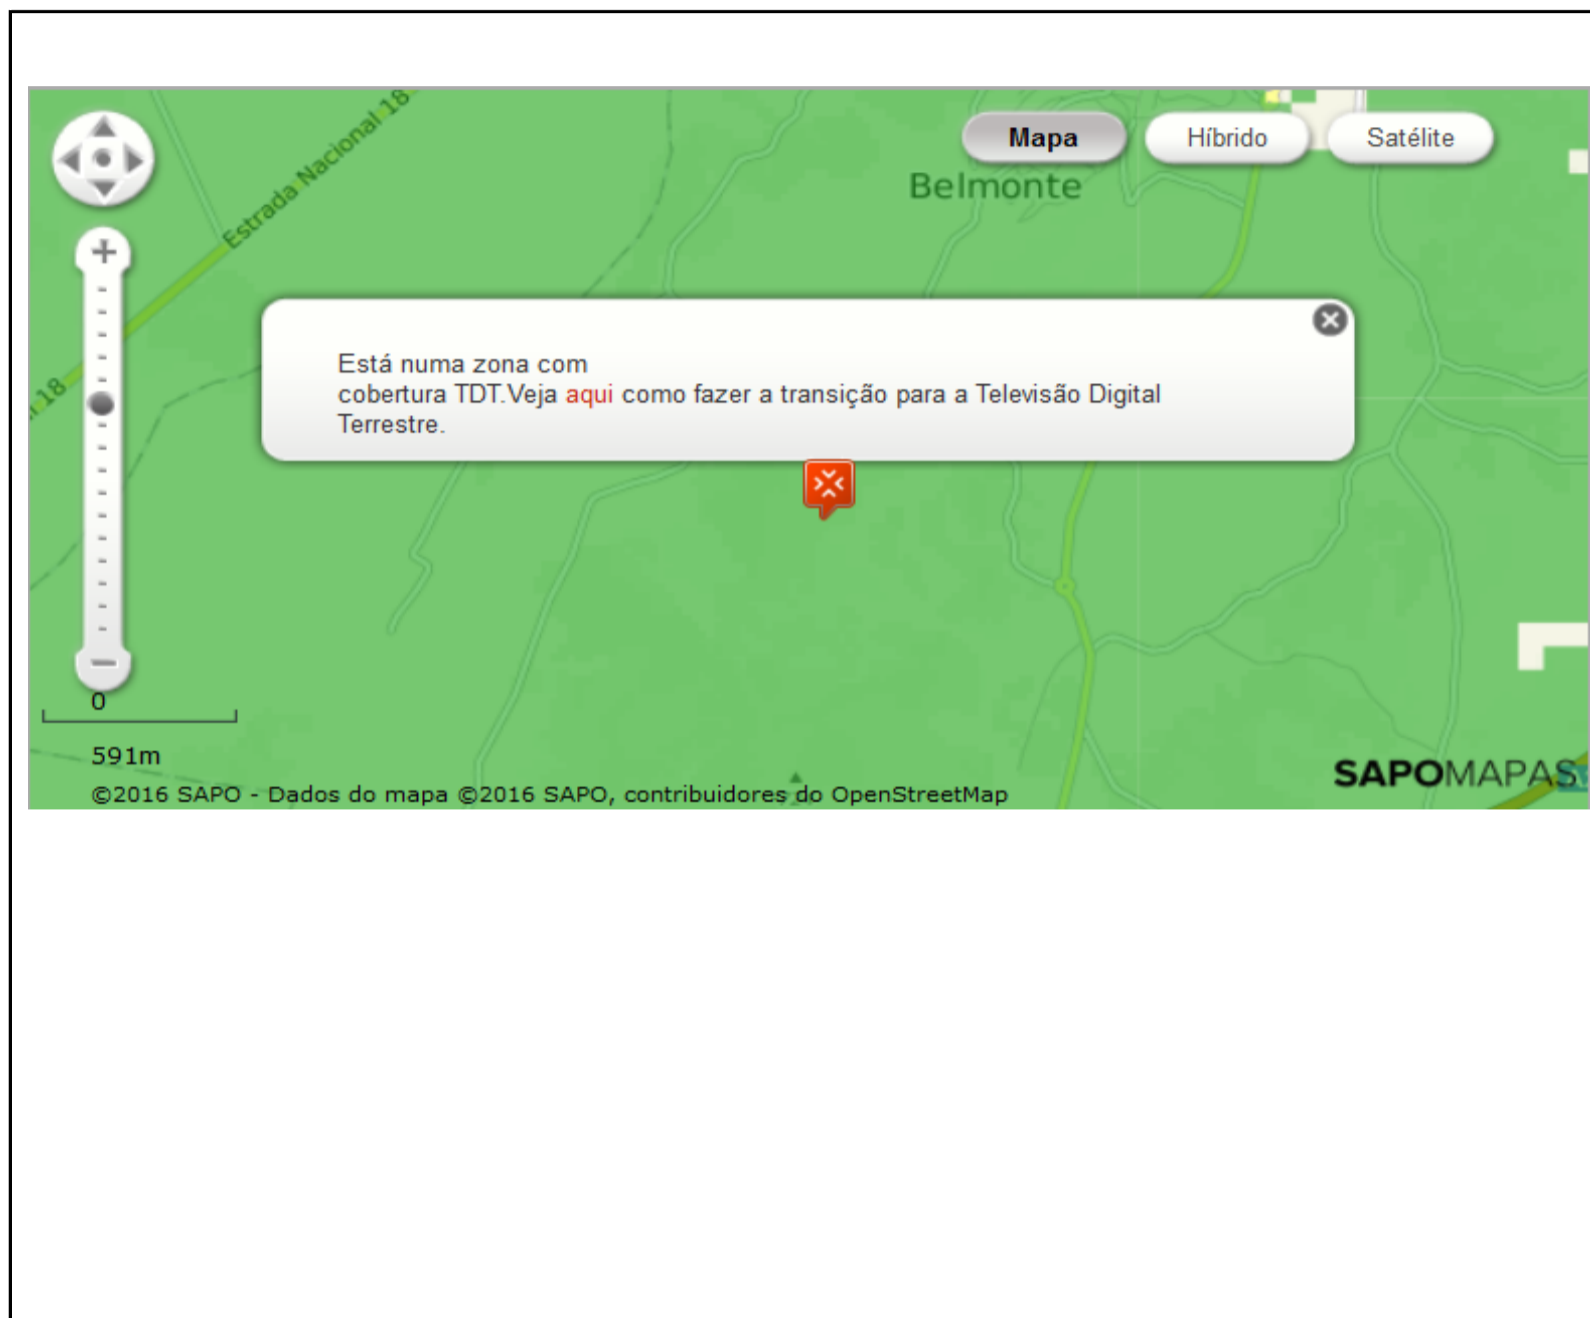 Estrada Nacional 18
Mapa
Híbrido
Satélite
Belmonte
Está numa zona com
cobertura TDT.Veja aqui como fazer a transição para a Televisão Digital
Terrestre.
18
0
591m
©2016 SAPO - Dados do mapa ©2016 SAPO, contribuidores do OpenStreetMap
SAPOMAPAS